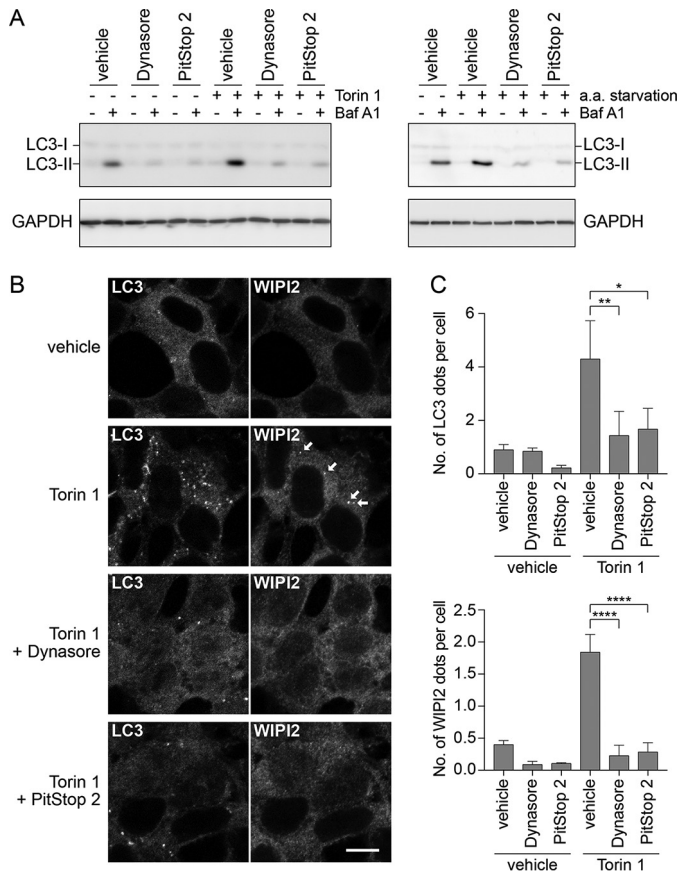 A
vehicle
Dynasore
PitStop 2
vehicle
Dynasore
PitStop 2
- - - - - - + + + + + + Torin 1
- + - + - + - + - + - + Baf A1
LC3-I
LC3-II
GAPDH
vehicle
vehicle
Dynasore
PitStop 2
- - + + + + + + a.a. starvation
- + - + - + - + Baf A1
LC3-I
LC3-II
GAPDH
B
vehicle
LC3
WIPI2
Torin 1
LC3
WIPI2
Torin 1
+ Dynasore
LC3
WIPI2
Torin 1
+ PitStop 2
LC3
WIPI2
C
No. of LC3 dots per cell
6
4
2
0
*
**
vehicle
Dynasore
PitStop 2
vehicle
Dynasore
PitStop 2
vehicle
Torin 1
No. of WIPI2 dots per cell
2.5
2.0
1.5
1.0
0.5
0.0
****
****
vehicle
Dynasore
PitStop 2
vehicle
Dynasore
PitStop 2
vehicle
Torin 1